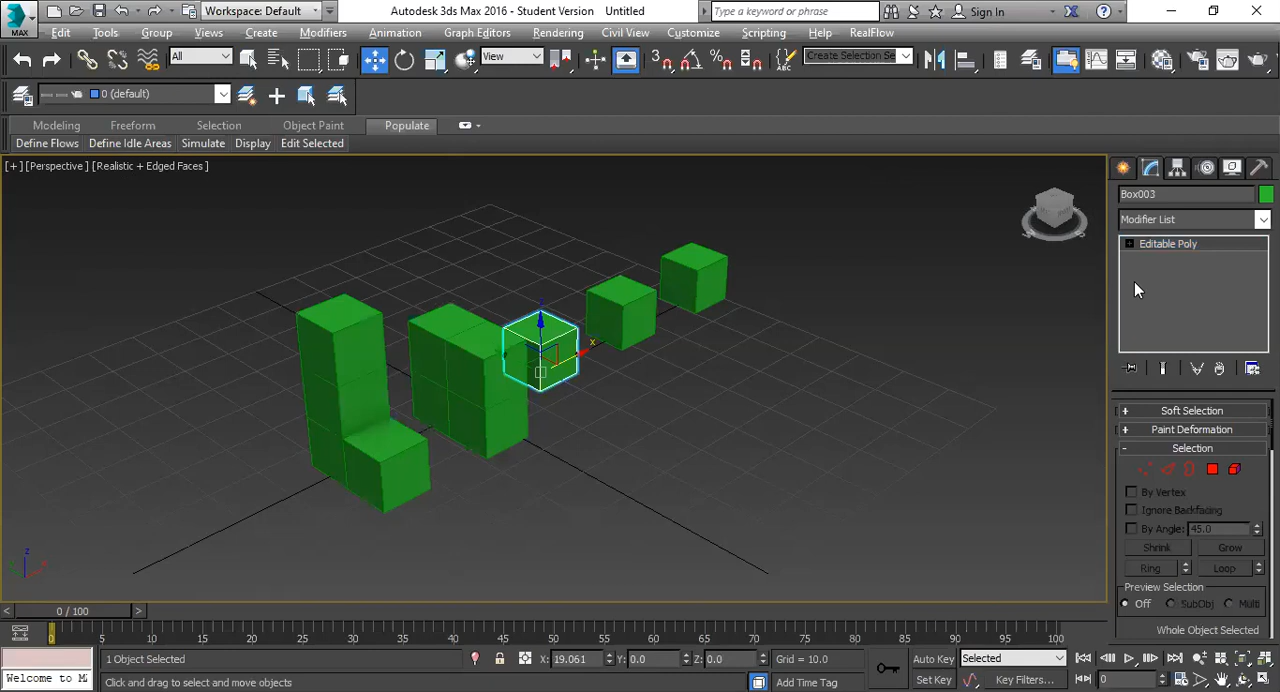 Workspace: Default
Autodesk 3ds Max 2016 - Student Version Untitled
Type a keyword or phrase
Sign In
MAX
Edit Tools Group Views Create Modifiers Animation Graph Editors Rendering Civil View Customize Scripting Help RealFlow
All
View
3
Create Selection Se
0 (default)
Modeling Freeform Selection Object Paint Populate
Define Flows Define Idle Areas Simulate Display Edit Selected
[+] [Perspective ] [Realistic + Edged Faces ]
Box003
Modifier List
Editable Poly
z
x
+ Soft Selection
+ Paint Deformation
- Selection
By Vertex
Ignore Backfacing
By Angle: 45.0
Shrink Grow
Ring Loop
Preview Selection
Off SubObj Multi
Whole Object Selected
z
< 0 / 100 >
0 5 10 15 20 25 30 35 40 45 50 55 60 65 70 75 80 85 90 95 100
1 Object Selected
X: 19.061 Y: 0.0 Z: 0.0 Grid = 10.0
Auto Key Selected
Welcome to M
Click and drag to select and move objects
Add Time Tag
Set Key Key Filters...
0